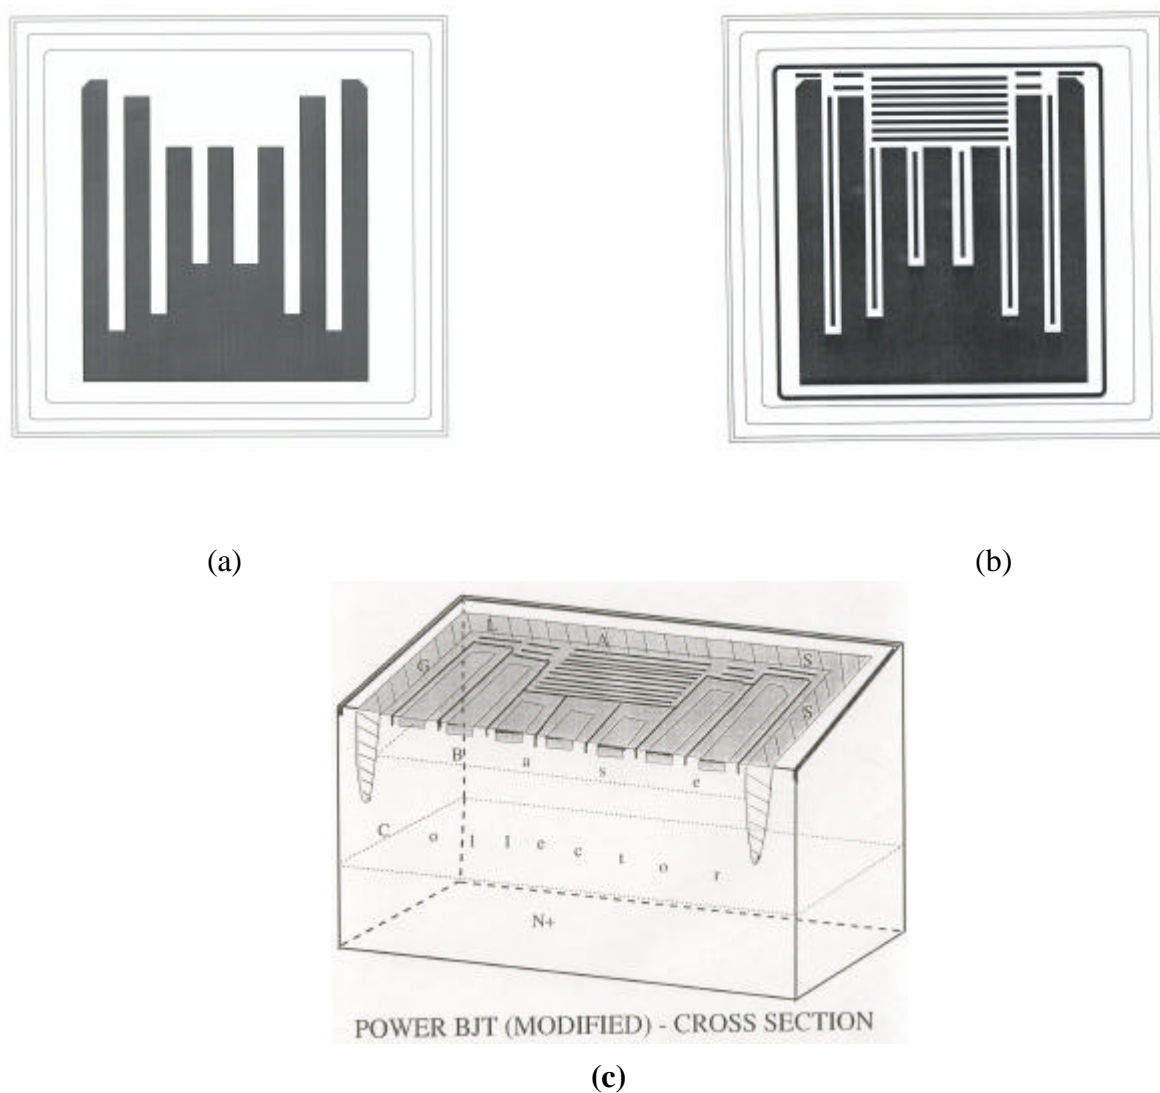 (a)
(b)
G L A S S
B a s e
C o l l e c t o r
N+
POWER BJT (MODIFIED) - CROSS SECTION
(c)